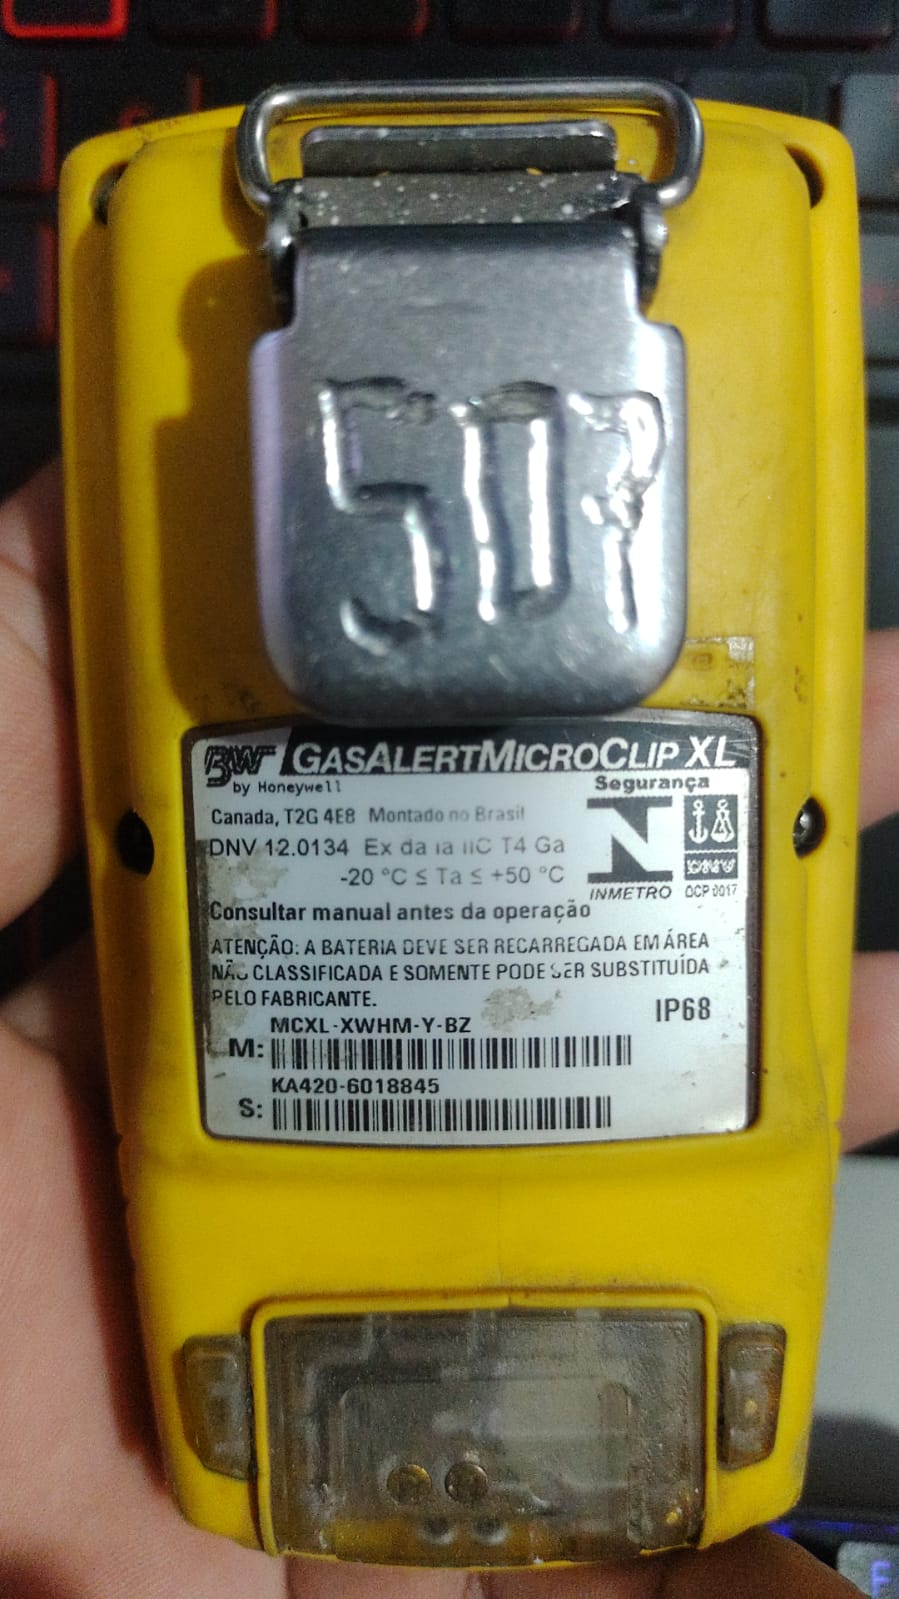 507
BW GasAlertMicroClip XL
by Honeywell
Segurança
Canada, T2G 4E8 Montado no Brasil
DNV 12.0134 Ex da ia IIC T4 Ga
-20 °C ≤ Ta ≤ +50 °C
INMETRO OCP 0017
Consultar manual antes da operação
ATENÇÃO: A BATERIA DEVE SER RECARREGADA EM ÁREA
NÃO CLASSIFICADA E SOMENTE PODE SER SUBSTITUÍDA
PELO FABRICANTE.
IP68
MCXL-XWHM-Y-BZ
M:
KA420-6018845
S: